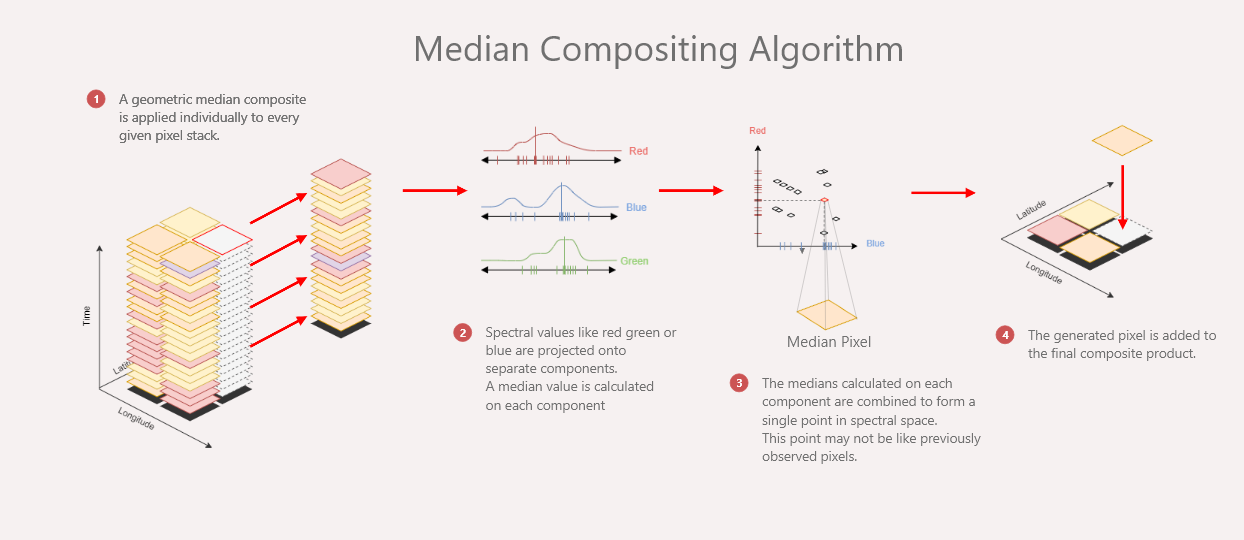 Median Compositing Algorithm
1
A geometric median composite
is applied individually to every
given pixel stack.
Time
Latit
Longitude
Red
Blue
Green
2
Spectral values like red green or
blue are projected onto
separate components.
A median value is calculated
on each component
Red
Blue
Median Pixel
3
The medians calculated on each
component are combined to form a
single point in spectral space.
This point may not be like previously
observed pixels.
Latitude
Longitude
4
The generated pixel is added to
the final composite product.